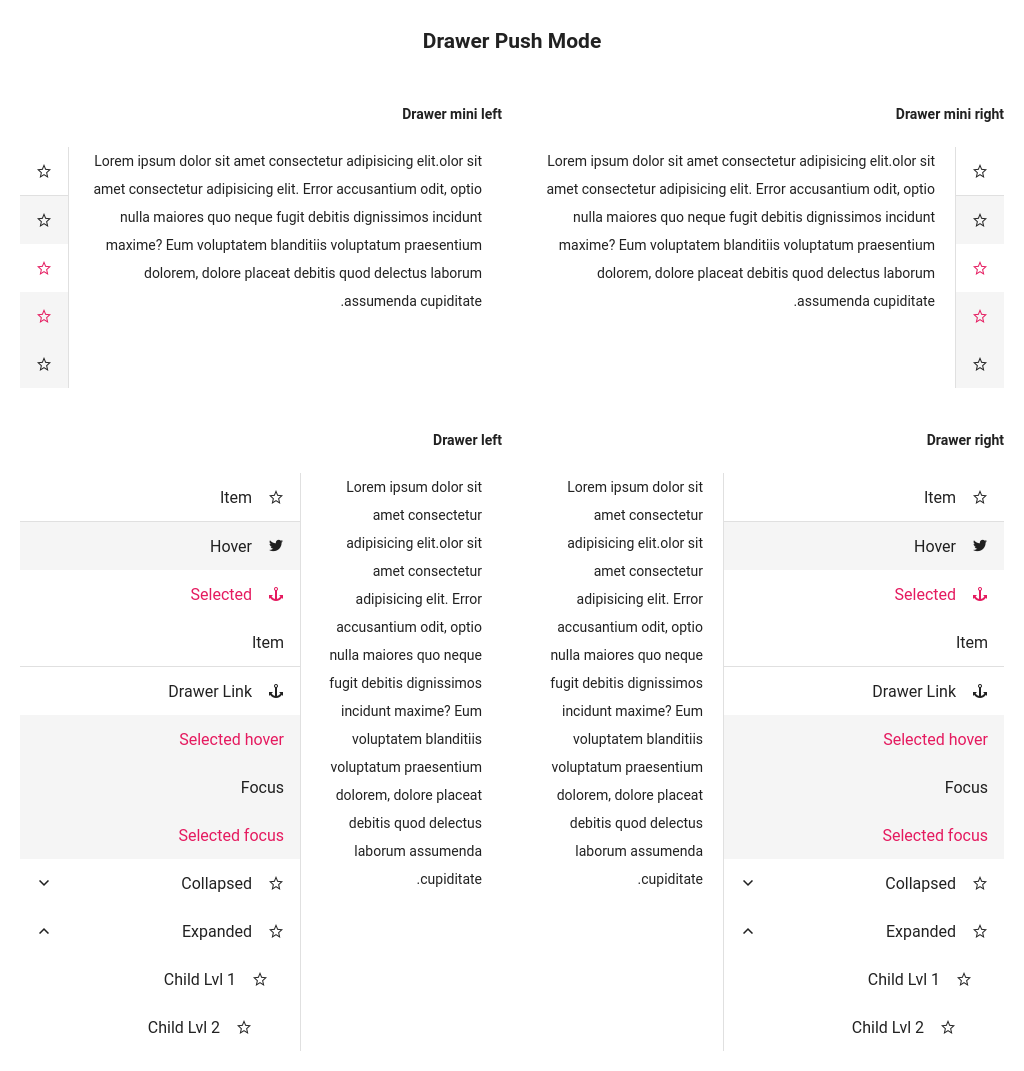 Drawer Push Mode
Drawer mini left
Lorem ipsum dolor sit amet consectetur adipisicing elit.olor sit
amet consectetur adipisicing elit. Error accusantium odit, optio
nulla maiores quo neque fugit debitis dignissimos incidunt
maxime? Eum voluptatem blanditiis voluptatum praesentium
dolorem, dolore placeat debitis quod delectus laborum
.assumenda cupiditate
Drawer mini right
Lorem ipsum dolor sit amet consectetur adipisicing elit.olor sit
amet consectetur adipisicing elit. Error accusantium odit, optio
nulla maiores quo neque fugit debitis dignissimos incidunt
maxime? Eum voluptatem blanditiis voluptatum praesentium
dolorem, dolore placeat debitis quod delectus laborum
.assumenda cupiditate
Drawer left
Item
Hover
Selected
Item
Drawer Link
Selected hover
Focus
Selected focus
Collapsed
Expanded
Child Lvl 1
Child Lvl 2
Lorem ipsum dolor sit
amet consectetur
adipisicing elit.olor sit
amet consectetur
adipisicing elit. Error
accusantium odit, optio
nulla maiores quo neque
fugit debitis dignissimos
incidunt maxime? Eum
voluptatem blanditiis
voluptatum praesentium
dolorem, dolore placeat
debitis quod delectus
laborum assumenda
.cupiditate
Drawer right
Lorem ipsum dolor sit
amet consectetur
adipisicing elit.olor sit
amet consectetur
adipisicing elit. Error
accusantium odit, optio
nulla maiores quo neque
fugit debitis dignissimos
incidunt maxime? Eum
voluptatem blanditiis
voluptatum praesentium
dolorem, dolore placeat
debitis quod delectus
laborum assumenda
.cupiditate
Item
Hover
Selected
Item
Drawer Link
Selected hover
Focus
Selected focus
Collapsed
Expanded
Child Lvl 1
Child Lvl 2